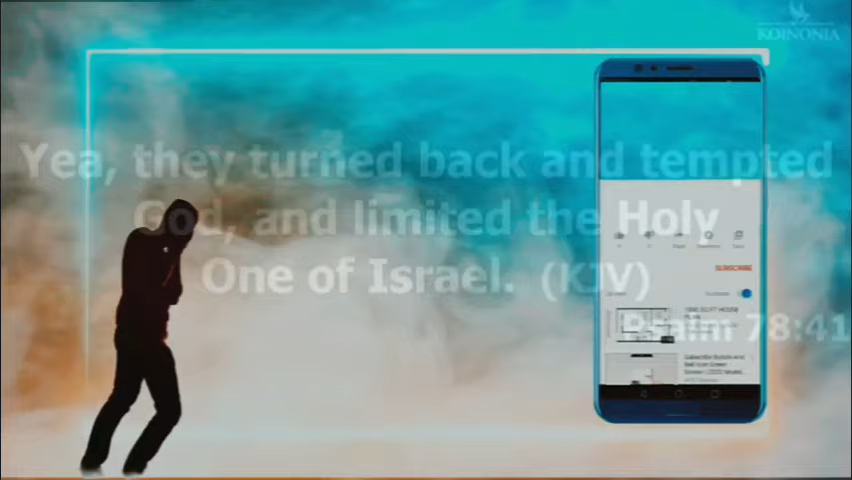 KOINONIA
Yea, they turned back and tempted
God, and limited the Holy
One of Israel. (KJV)
SUBSCRIBE
Psalm 78:41